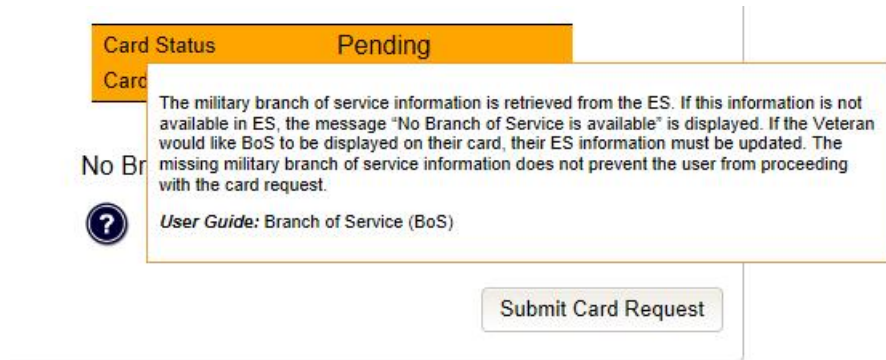 Card Status Pending
Card
The military branch of service information is retrieved from the ES. If this information is not
available in ES, the message “No Branch of Service is available” is displayed. If the Veteran
would like BoS to be displayed on their card, their ES information must be updated. The
missing military branch of service information does not prevent the user from proceeding
with the card request.
No Br
?
User Guide: Branch of Service (BoS)
Submit Card Request